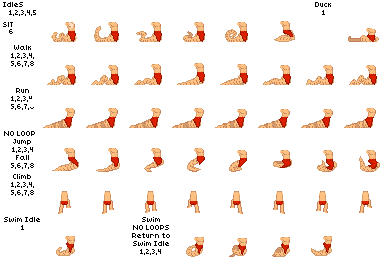 IdleS
1,2,3,4,5
Duck
1
SIT
6
Walk
1,2,3,4,
5,6,7,8
Run
1,2,3,
5,6,7,
NO LOOP
Jump
1,2,3,4
Fall
5,6,7,8
Climb
1,2,3,4,
5,6,7,8
Swim Idle
1
Swim
NO LOOPS
Return to
Swim Idle
1,2,3,4